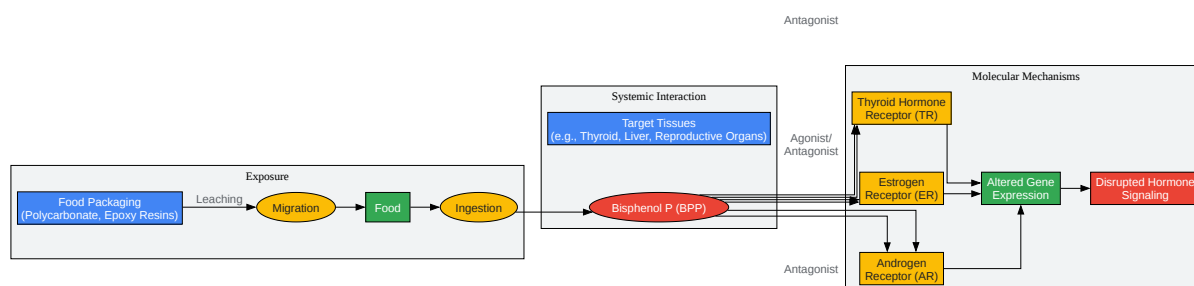 Antagonist
Molecular Mechanisms
Systemic Interaction
Thyroid Hormone
Receptor (TR)
Target Tissues
(e.g., Thyroid, Liver, Reproductive Organs)
Agonist/
Antagonist
Exposure
Food Packaging
(Polycarbonate, Epoxy Resins)
Leaching
Migration
Food
Ingestion
Bisphenol P (BPP)
Estrogen
Receptor (ER)
Altered Gene
Expression
Disrupted Hormone
Signaling
Antagonist
Androgen
Receptor (AR)